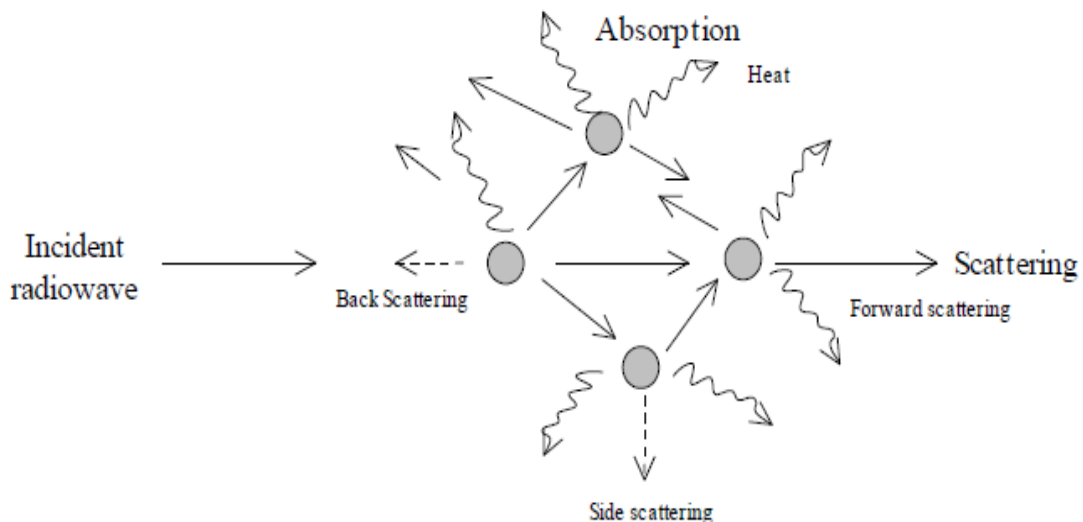 Absorption
Heat
Incident
radiowave
Scattering
Back Scattering
Forward scattering
Side scattering